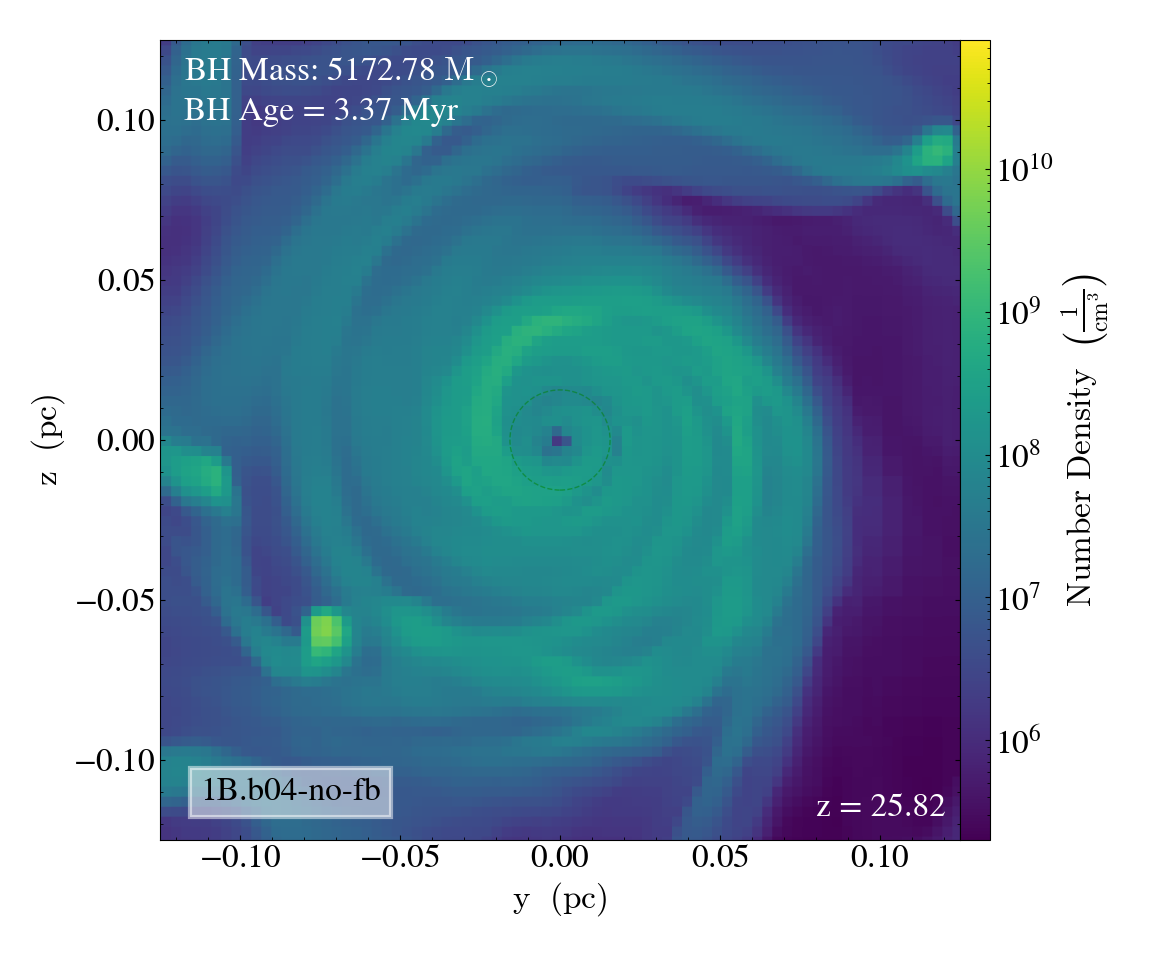 BH Mass: 5172.78 M☉
BH Age = 3.37 Myr
0.10
0.05
0.00
−0.05
−0.10
z (pc)
1B.b04-no-fb
z = 25.82
−0.10 −0.05 0.00 0.05 0.10
y (pc)
10^10
10^9
10^8
10^7
10^6
Number Density (1/cm^3)